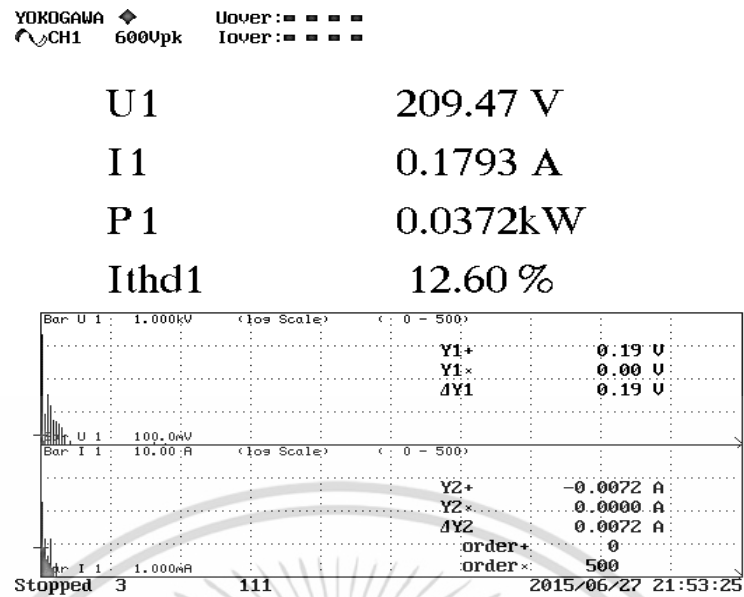 YOKOGAWA ◆ Uover:■ ■ ■ ■
CH1 600Vpk Iover:■ ■ ■ ■
U1 209.47 V
I1 0.1793 A
P1 0.0372kW
Ithd1 12.60 %
Bar U 1 1.000kV (log Scale) ( : 0 - 500)
Y1+ 0.19 V
Y1× 0.00 V
ΔY1 0.19 V
U 1 100.0mV
Bar I 1 10.00 A (log Scale) ( : 0 - 500)
Y2+ -0.0072 A
Y2× 0.0000 A
ΔY2 0.0072 A
order+ 0
I 1 1.000mA order× 500
Stopped 3 111 2015/06/27 21:53:25